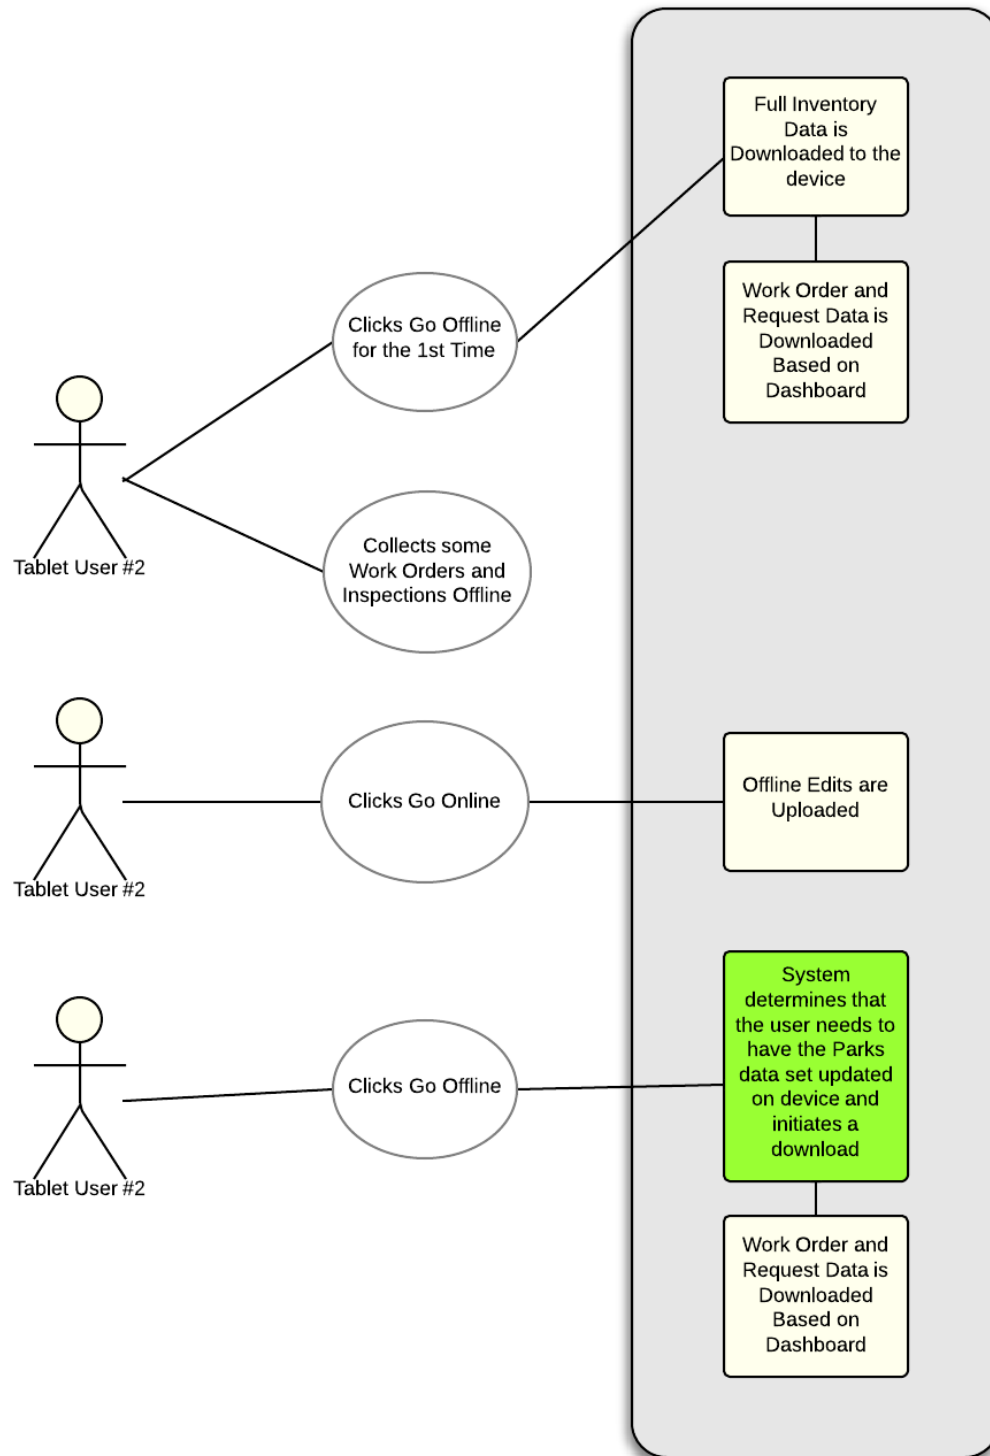 Full Inventory
Data is
Downloaded to the
device
Work Order and
Request Data is
Downloaded
Based on
Dashboard
Clicks Go Offline
for the 1st Time
Tablet User #2
Collects some
Work Orders and
Inspections Offline
Tablet User #2
Clicks Go Online
Offline Edits are
Uploaded
Tablet User #2
Clicks Go Offline
System
determines that
the user needs to
have the Parks
data set updated
on device and
initiates a
download
Work Order and
Request Data is
Downloaded
Based on
Dashboard